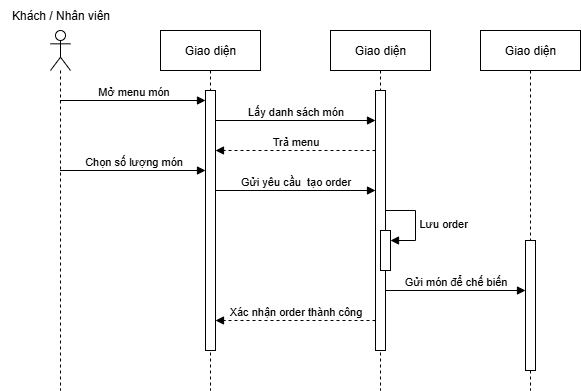 Khách / Nhân viên
Giao diện
Giao diện
Giao diện
Mở menu món
Lấy danh sách món
Trả menu
Chọn số lượng món
Gửi yêu cầu tạo order
Lưu order
Gửi món để chế biến
Xác nhận order thành công